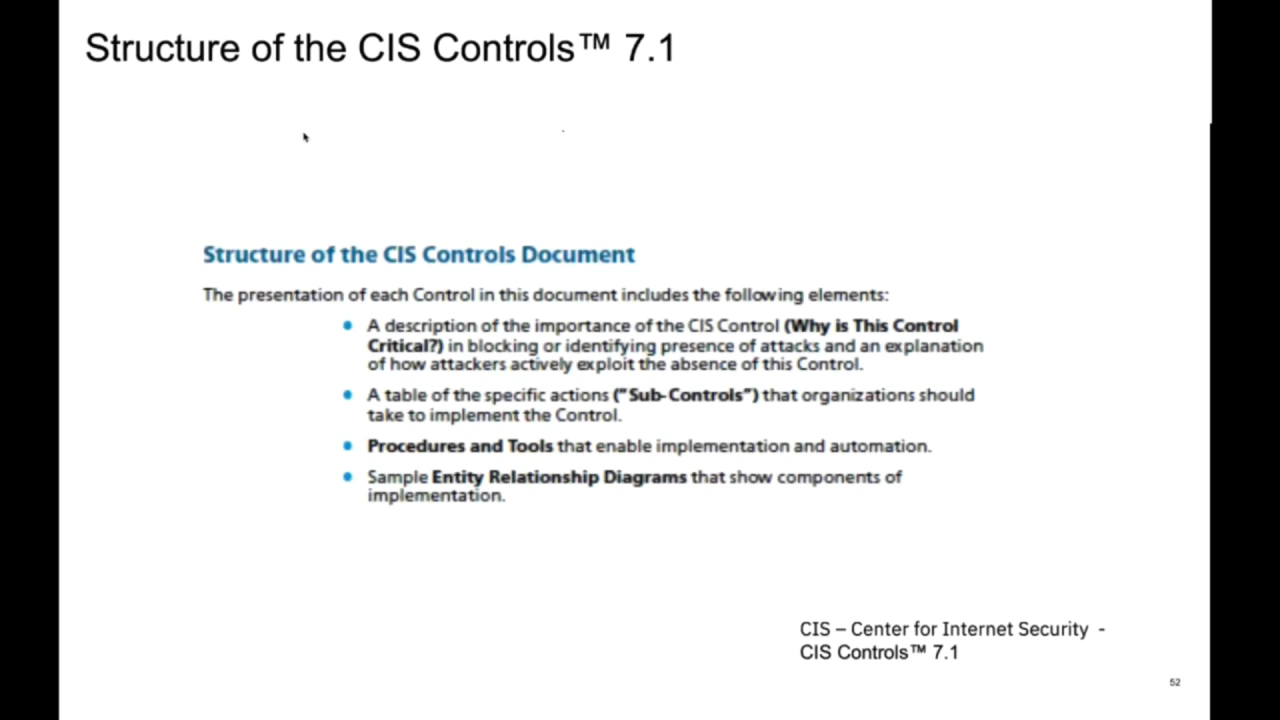 Structure of the CIS Controls™ 7.1
Structure of the CIS Controls Document
The presentation of each Control in this document includes the following elements:
• A description of the importance of the CIS Control (Why is This Control
Critical?) in blocking or identifying presence of attacks and an explanation
of how attackers actively exploit the absence of this Control.
• A table of the specific actions ("Sub-Controls") that organizations should
take to implement the Control.
• Procedures and Tools that enable implementation and automation.
• Sample Entity Relationship Diagrams that show components of
implementation.
CIS – Center for Internet Security -
CIS Controls™ 7.1
52